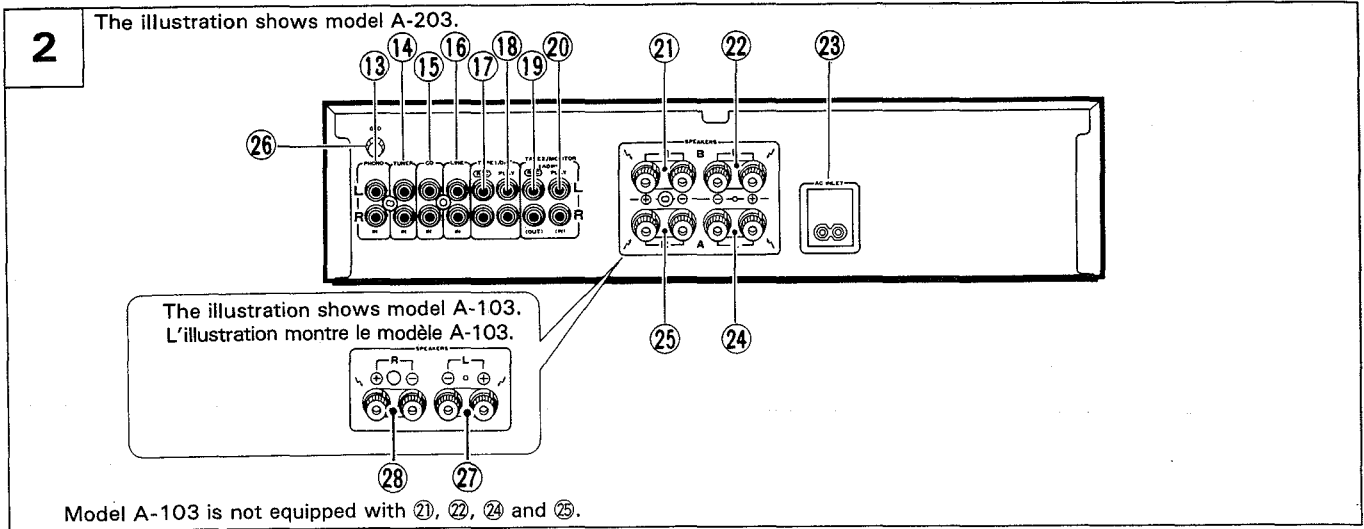 2
The illustration shows model A-203.
⑬ ⑭ ⑮ ⑯ ⑰ ⑱ ⑲ ⑳ ㉑ ㉒ ㉓
㉖
PHONO TUNER CD LINE
PLAY PLAY
L L
R R
IN IN IN IN (OUT) (IN)
SPEAKERS
B
A
AC INLET
㉕ ㉔
The illustration shows model A-103.
L'illustration montre le modèle A-103.
SPEAKERS
R L
⊕ ⊖ ⊖ ⊕
㉘ ㉗
Model A-103 is not equipped with ㉑, ㉒, ㉔ and ㉕.